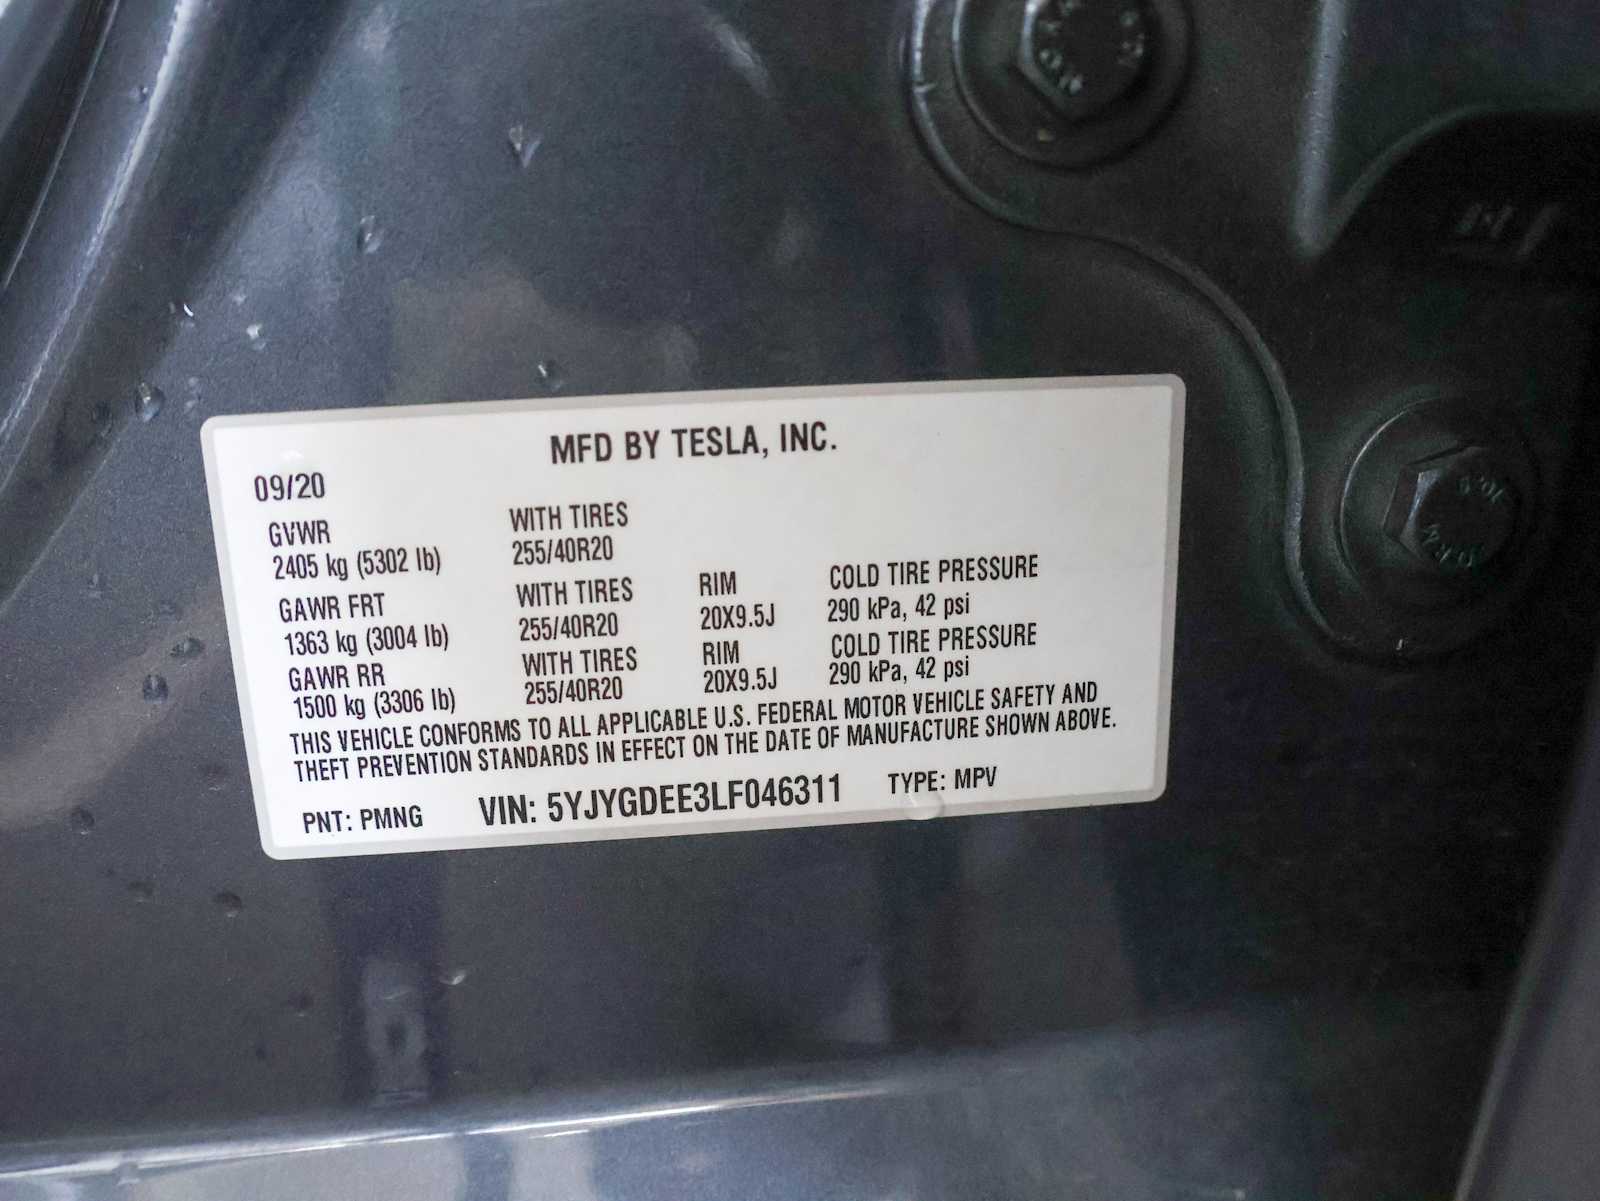 MFD BY TESLA, INC.
09/20
GVWR WITH TIRES
2405 kg (5302 lb) 255/40R20
GAWR FRT WITH TIRES RIM COLD TIRE PRESSURE
1363 kg (3004 lb) 255/40R20 20X9.5J 290 kPa, 42 psi
GAWR RR WITH TIRES RIM COLD TIRE PRESSURE
1500 kg (3306 lb) 255/40R20 20X9.5J 290 kPa, 42 psi
THIS VEHICLE CONFORMS TO ALL APPLICABLE U.S. FEDERAL MOTOR VEHICLE SAFETY AND
THEFT PREVENTION STANDARDS IN EFFECT ON THE DATE OF MANUFACTURE SHOWN ABOVE.
PNT: PMNG VIN: 5YJYGDEE3LF046311 TYPE: MPV